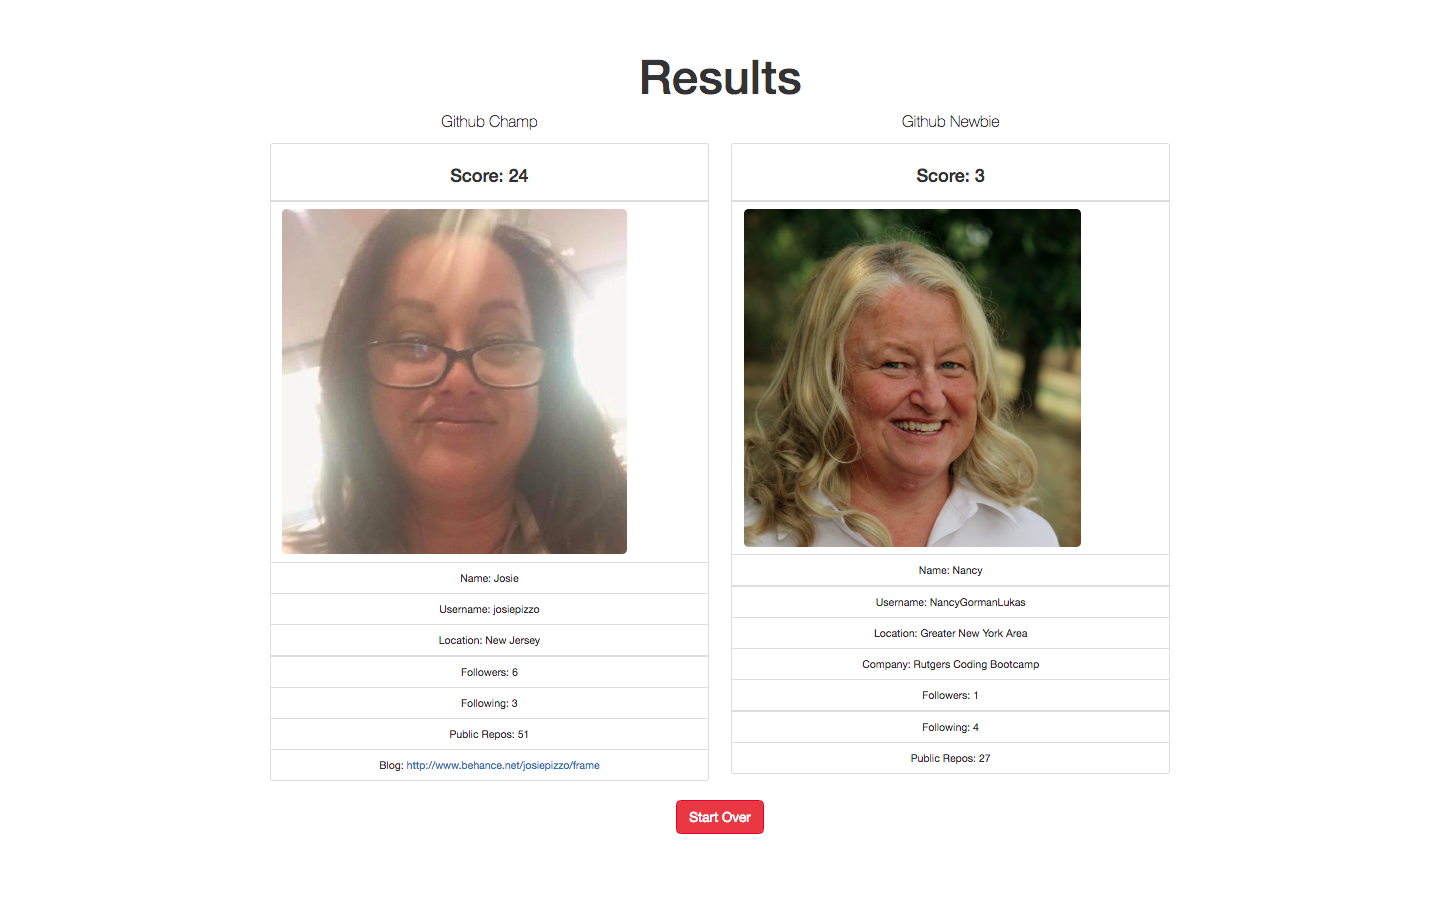 Results
Github Champ
Score: 24
Name: Josie
Username: josiepizzo
Location: New Jersey
Followers: 6
Following: 3
Public Repos: 51
Blog: http://www.behance.net/josiepizzo/frame
Github Newbie
Score: 3
Name: Nancy
Username: NancyGormanLukas
Location: Greater New York Area
Company: Rutgers Coding Bootcamp
Followers: 1
Following: 4
Public Repos: 27
Start Over